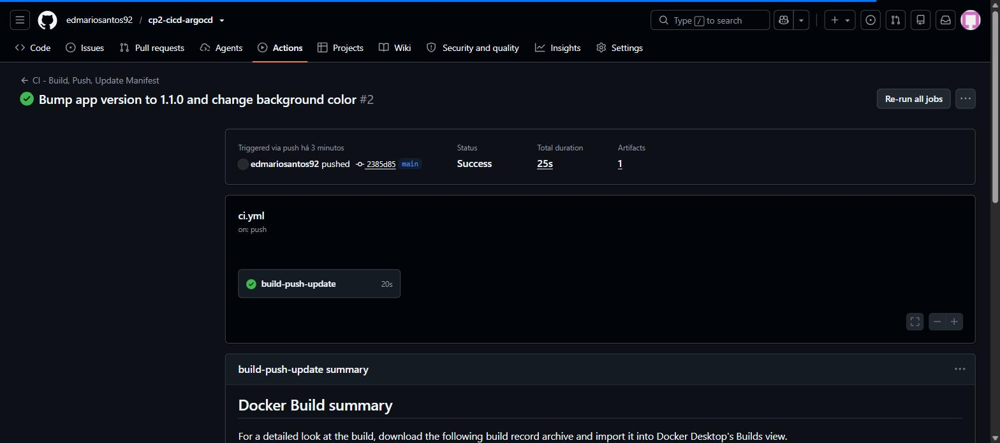 edmariosantos92 / cp2-cicd-argocd
Type / to search
Code Issues Pull requests Agents Actions Projects Wiki Security and quality Insights Settings
← CI - Build, Push, Update Manifest
Bump app version to 1.1.0 and change background color #2
Re-run all jobs
Triggered via push há 3 minutos
edmariosantos92 pushed 2385d85 main
Status
Success
Total duration
25s
Artifacts
1
ci.yml
on: push
build-push-update 20s
build-push-update summary
Docker Build summary
For a detailed look at the build, download the following build record archive and import it into Docker Desktop's Builds view.